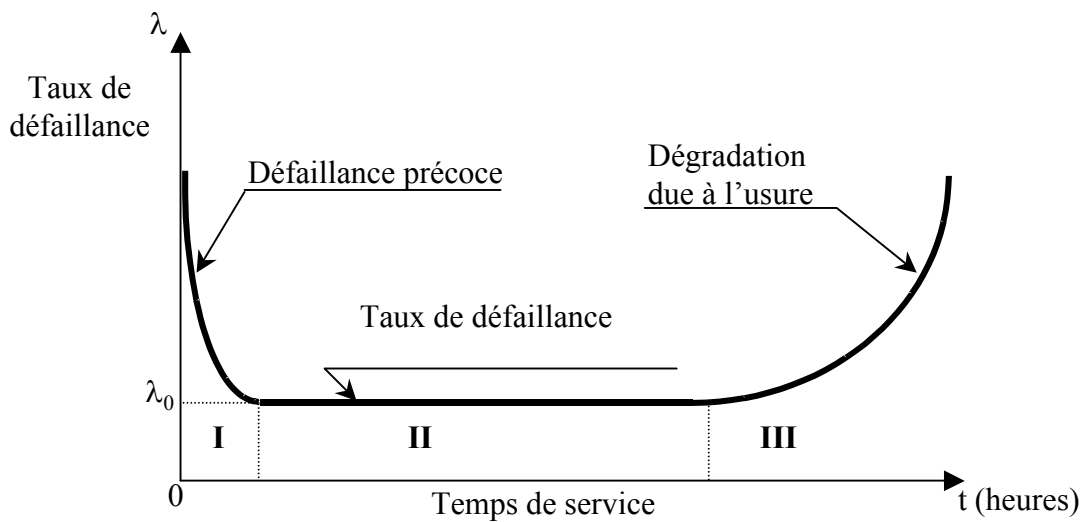 λ
Taux de
défaillance
Défaillance précoce
Dégradation
due à l’usure
Taux de défaillance
λ₀
I
II
III
0
Temps de service
t (heures)